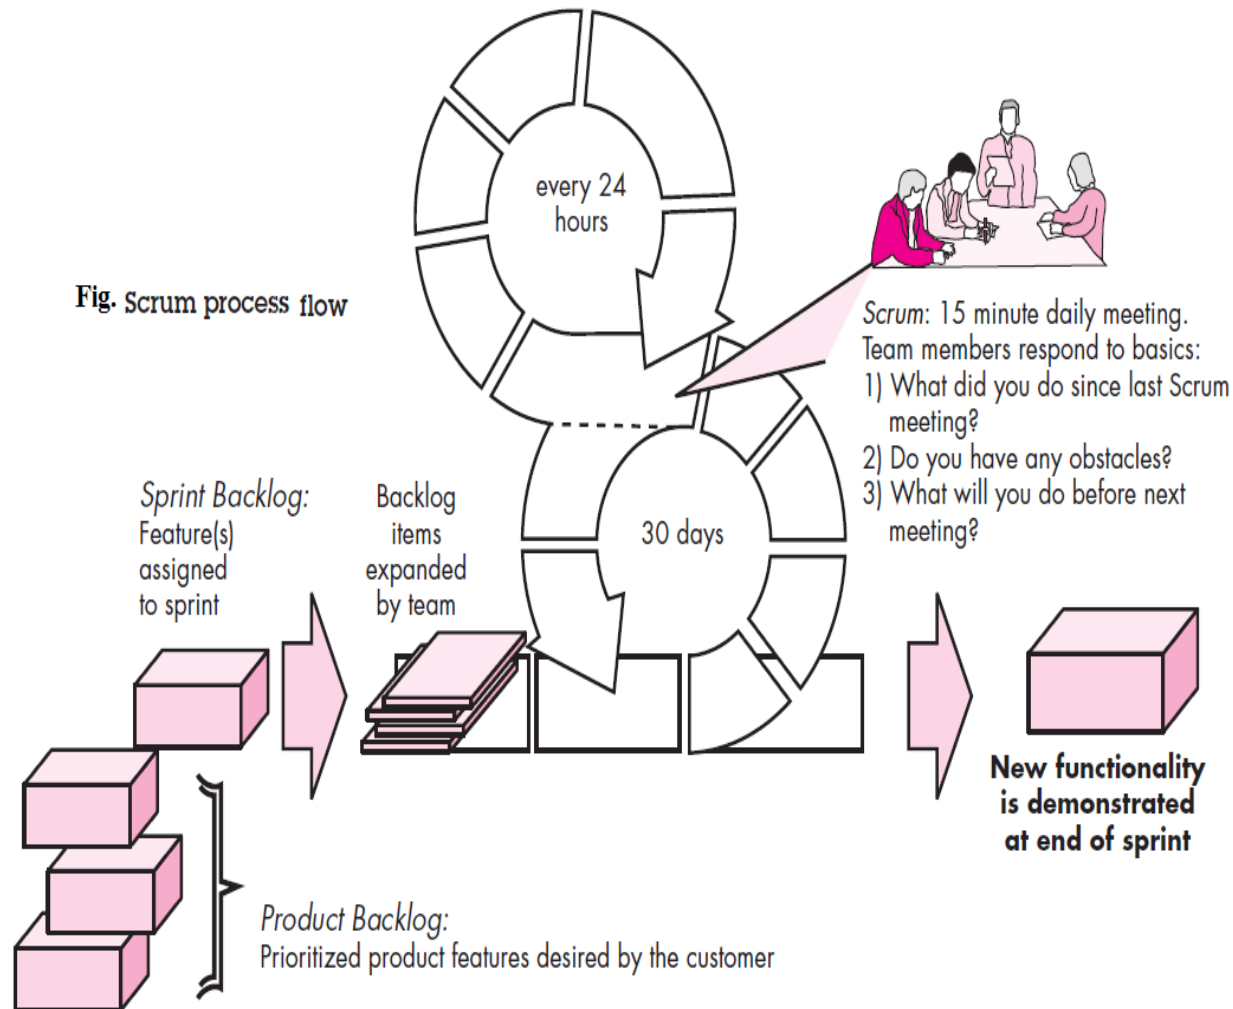 every 24
hours
Fig. Scrum process flow
Scrum: 15 minute daily meeting.
Team members respond to basics:
1) What did you do since last Scrum
meeting?
2) Do you have any obstacles?
3) What will you do before next
meeting?
Sprint Backlog:
Feature(s)
assigned
to sprint
Backlog
items
expanded
by team
30 days
New functionality
is demonstrated
at end of sprint
Product Backlog:
Prioritized product features desired by the customer